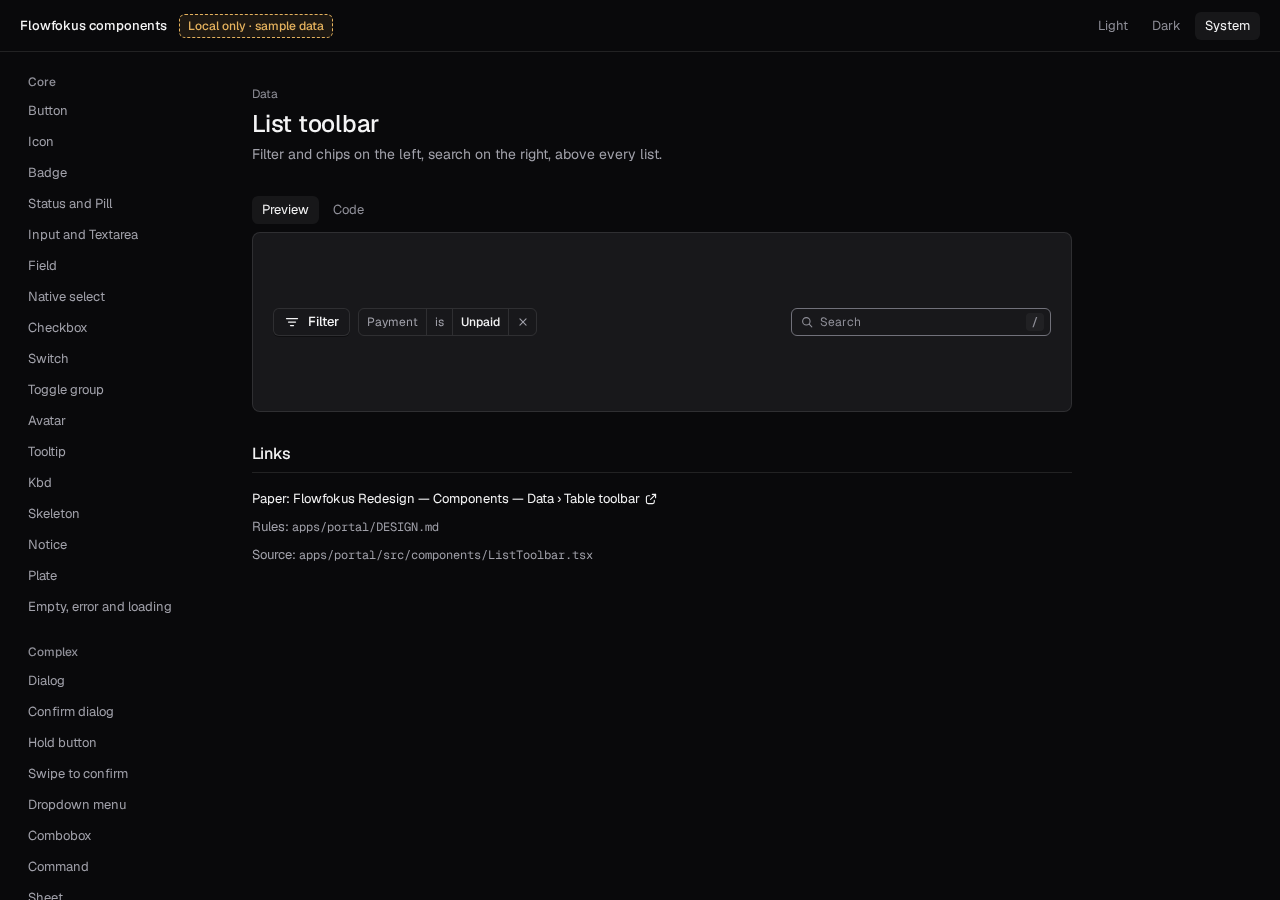 Flowfokus components
Local only · sample data
Light
Dark
System
Core
Button
Icon
Badge
Status and Pill
Input and Textarea
Field
Native select
Checkbox
Switch
Toggle group
Avatar
Tooltip
Kbd
Skeleton
Notice
Plate
Empty, error and loading
Complex
Dialog
Confirm dialog
Hold button
Swipe to confirm
Dropdown menu
Combobox
Command
Sheet
Data
List toolbar
Filter and chips on the left, search on the right, above every list.
Preview
Code
Filter
Payment is Unpaid
Search /
Links
Paper: Flowfokus Redesign — Components — Data › Table toolbar
Rules: apps/portal/DESIGN.md
Source: apps/portal/src/components/ListToolbar.tsx